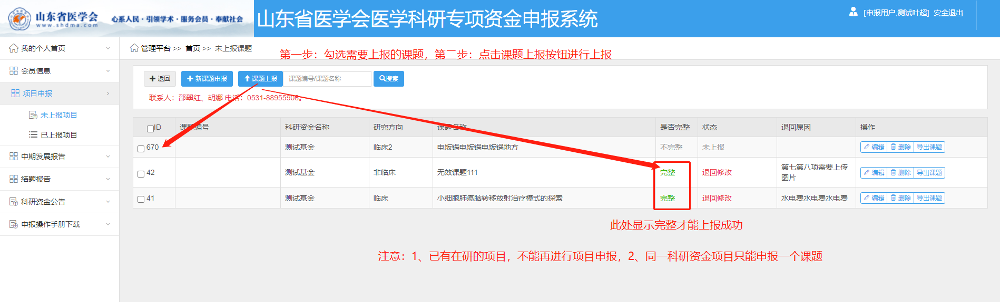 山东省医学会
www.shdma.com
心系人民·引领学术·服务会员·奉献社会
山东省医学会医学科研专项资金申报系统
[申报用户,测试叶超] 安全退出
我的个人首页
会员信息
项目申报
未上报项目
已上报项目
中期发展报告
结题报告
科研资金公告
申报操作手册下载
管理平台 >> 首页 >> 未上报课题
第一步：勾选需要上报的课题，第二步：点击课题上报按钮进行上报
返回 新课题申报 课题上报 课题编号/课题名称 搜索
联系人：邵翠红、胡娜 电话：0531-88955906。
ID 课题编号 科研资金名称 研究方向 课题名称 是否完整 状态 退回原因 操作
670 测试基金 临床2 电饭锅电饭锅电饭锅地方 不完整 未上报 编辑 删除 导出课题
42 测试基金 非临床 无效课题111 完整 退回修改 第七第八项需要上传
图片 编辑 删除 导出课题
41 测试基金 临床 小细胞肺癌脑转移放射治疗模式的探索 完整 退回修改 水电费水电费水电费 编辑 删除 导出课题
此处显示完整才能上报成功
注意：1、已有在研的项目，不能再进行项目申报，2、同一科研资金项目只能申报一个课题